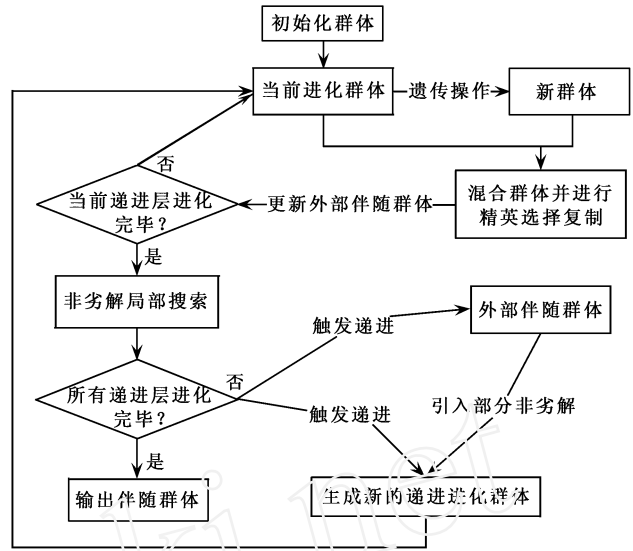 初始化群体
当前进化群体
遗传操作
新群体
否
当前递进层进化
完毕？
更新外部伴随群体
混合群体并进行
精英选择复制
是
非劣解局部搜索
触发递进
外部伴随群体
所有递进层进化
完毕？
否
触发递进
引入部分非劣解
是
输出伴随群体
生成新的递进进化群体